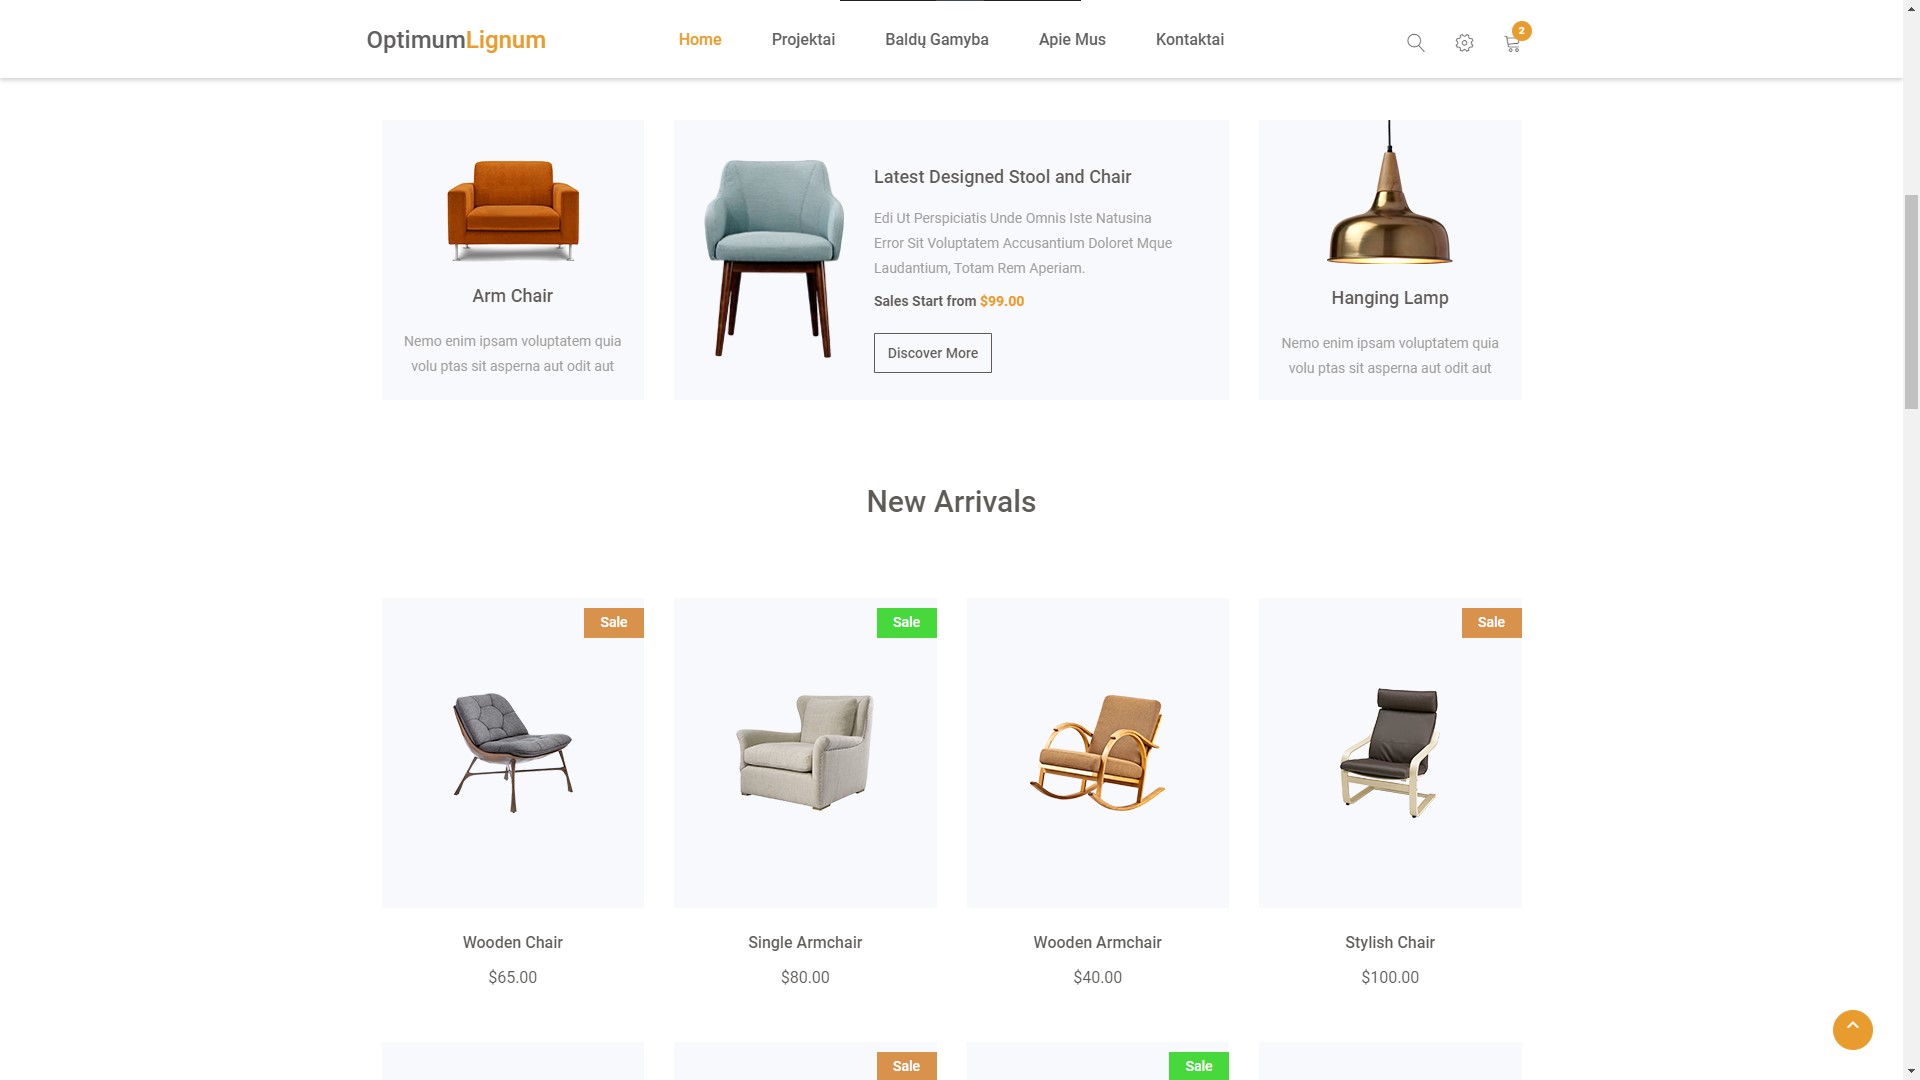 OptimumLignum
Home
Projektai
Baldų Gamyba
Apie Mus
Kontaktai
2
Arm Chair
Nemo enim ipsam voluptatem quia
volu ptas sit asperna aut odit aut
Latest Designed Stool and Chair
Edi Ut Perspiciatis Unde Omnis Iste Natusina
Error Sit Voluptatem Accusantium Doloret Mque
Laudantium, Totam Rem Aperiam.
Sales Start from $99.00
Discover More
Hanging Lamp
Nemo enim ipsam voluptatem quia
volu ptas sit asperna aut odit aut
New Arrivals
Sale
Wooden Chair
$65.00
Sale
Single Armchair
$80.00
Wooden Armchair
$40.00
Sale
Stylish Chair
$100.00
Sale
Sale